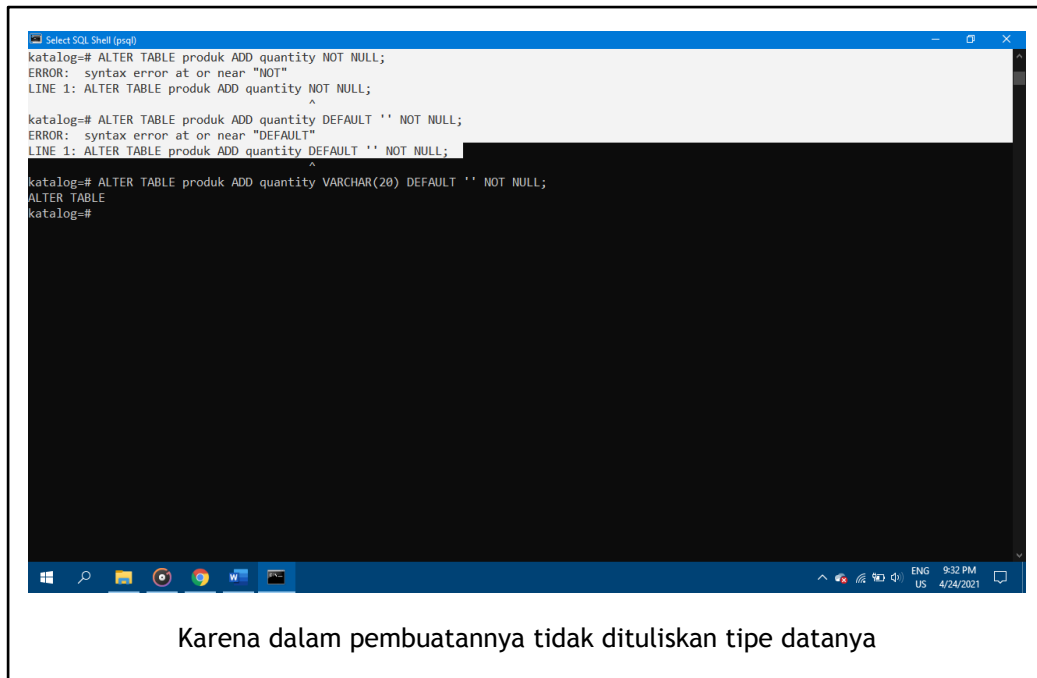 Select SQL Shell (psql)
katalog=# ALTER TABLE produk ADD quantity NOT NULL;
ERROR:  syntax error at or near "NOT"
LINE 1: ALTER TABLE produk ADD quantity NOT NULL;
^
katalog=# ALTER TABLE produk ADD quantity DEFAULT '' NOT NULL;
ERROR:  syntax error at or near "DEFAULT"
LINE 1: ALTER TABLE produk ADD quantity DEFAULT '' NOT NULL;
^
katalog=# ALTER TABLE produk ADD quantity VARCHAR(20) DEFAULT '' NOT NULL;
ALTER TABLE
katalog=#
ENG 9:32 PM
US 4/24/2021
Karena dalam pembuatannya tidak dituliskan tipe datanya